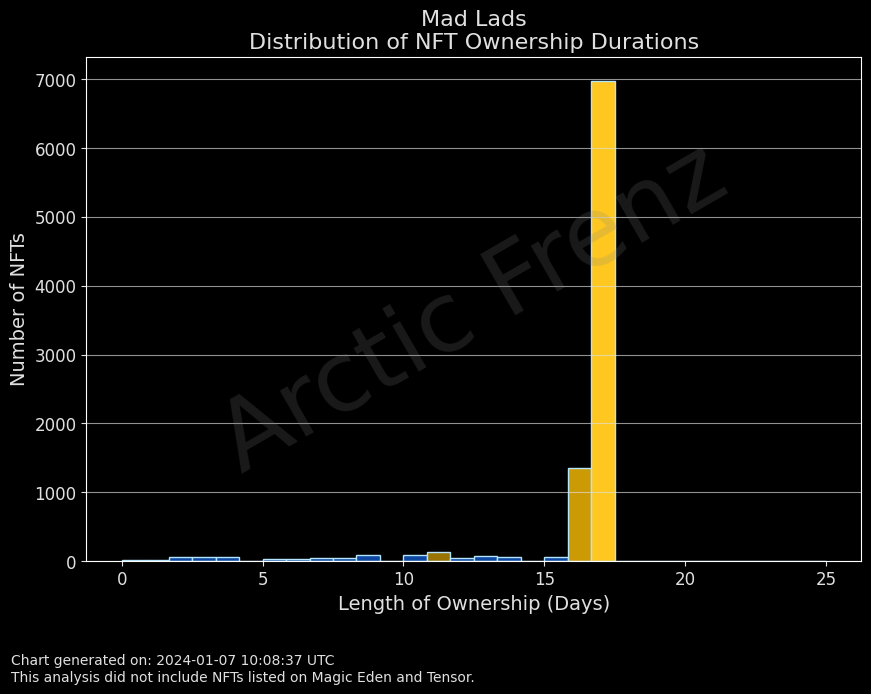 Mad Lads
Distribution of NFT Ownership Durations
Number of NFTs
7000
6000
5000
4000
3000
2000
1000
0
Arctic Frenz
0 5 10 15 20 25
Length of Ownership (Days)
Chart generated on: 2024-01-07 10:08:37 UTC
This analysis did not include NFTs listed on Magic Eden and Tensor.